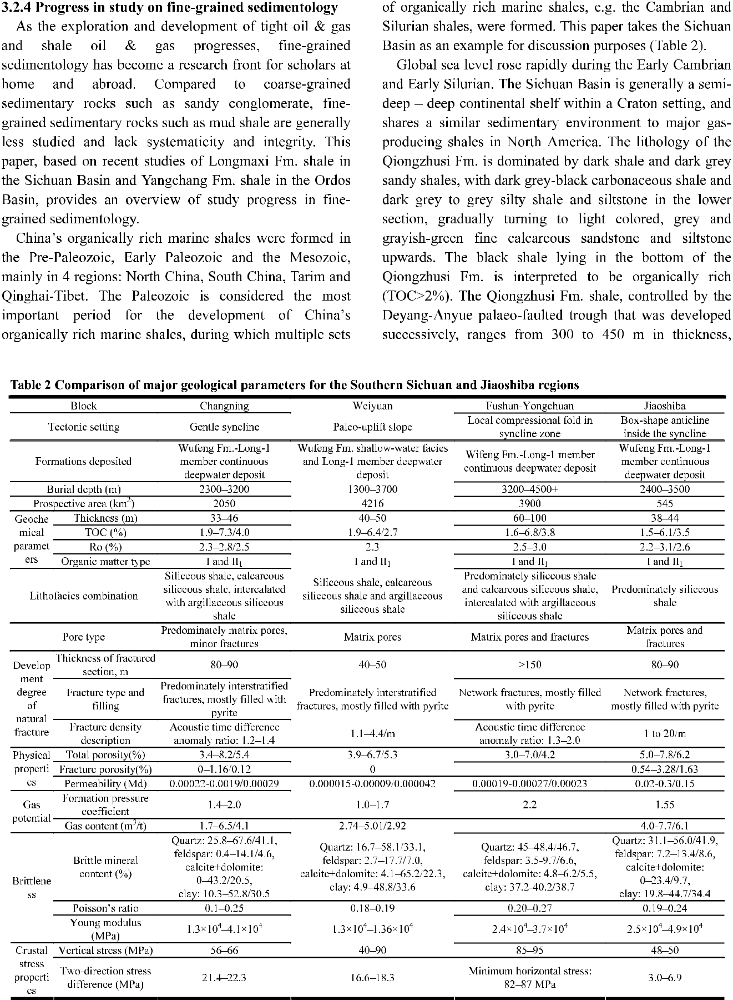 3.2.4 Progress in study on fine-grained sedimentology
As the exploration and development of tight oil & gas
and shale oil & gas progresses, fine-grained
sedimentology has become a research front for scholars at
home and abroad. Compared to coarse-grained
sedimentary rocks such as sandy conglomerate, fine-
grained sedimentary rocks such as mud shale are generally
less studied and lack systematicity and integrity. This
paper, based on recent studies of Longmaxi Fm. shale in
the Sichuan Basin and Yangchang Fm. shale in the Ordos
Basin, provides an overview of study progress in fine-
grained sedimentology.
China's organically rich marine shales were formed in
the Pre-Paleozoic, Early Paleozoic and the Mesozoic,
mainly in 4 regions: North China, South China, Tarim and
Qinghai-Tibet. The Paleozoic is considered the most
important period for the development of China's
organically rich marine shales, during which multiple sets
of organically rich marine shales, e.g. the Cambrian and
Silurian shales, were formed. This paper takes the Sichuan
Basin as an example for discussion purposes (Table 2).
Global sea level rose rapidly during the Early Cambrian
and Early Silurian. The Sichuan Basin is generally a semi-
deep – deep continental shelf within a Craton setting, and
shares a similar sedimentary environment to major gas-
producing shales in North America. The lithology of the
Qiongzhusi Fm. is dominated by dark shale and dark grey
sandy shales, with dark grey-black carbonaceous shale and
dark grey to grey silty shale and siltstone in the lower
section, gradually turning to light colored, grey and
grayish-green fine calcareous sandstone and siltstone
upwards. The black shale lying in the bottom of the
Qiongzhusi Fm. is interpreted to be organically rich
(TOC>2%). The Qiongzhusi Fm. shale, controlled by the
Deyang-Anyue palaeo-faulted trough that was developed
successively, ranges from 300 to 450 m in thickness,
Table 2 Comparison of major geological parameters for the Southern Sichuan and Jiaoshiba regions
Block Changning Weiyuan Fushun-Yongchuan Jiaoshiba
Tectonic setting Gentle syncline Paleo-uplift slope Local compressional fold in
syncline zone Box-shape anticline
inside the syncline
Formations deposited Wufeng Fm.-Long-1
member continuous
deepwater deposit Wufeng Fm. shallow-water facies
and Long-1 member deepwater
deposit Wifeng Fm.-Long-1 member
continuous deepwater deposit Wufeng Fm.-Long-1
member continuous
deepwater deposit
Burial depth (m) 2300–3200 1300–3700 3200–4500+ 2400–3500
Prospective area (km2) 2050 4216 3900 545
Geoche
mical
paramet
ers
Thickness (m) 33–46 40–50 60–100 38–44
TOC (%) 1.9–7.3/4.0 1.9–6.4/2.7 1.6–6.8/3.8 1.5–6.1/3.5
Ro (%) 2.3–2.8/2.5 2.3 2.5–3.0 2.2–3.1/2.6
Organic matter type I and II1 I and II1 I and II1 I and II1
Lithofacies combination Siliceous shale, calcareous
siliceous shale, intercalated
with argillaceous siliceous
shale Siliceous shale, calcareous
siliceous shale and argillaceous
siliceous shale Predominately siliceous shale
and calcareous siliceous shale,
intercalated with argillaceous
siliceous shale Predominately siliceous
shale
Pore type Predominately matrix pores,
minor fractures Matrix pores Matrix pores and fractures Matrix pores and
fractures
Develop
ment
degree
of
natural
fracture
Thickness of fractured
section, m 80–90 40–50 >150 80–90
Fracture type and
filling Predominately interstratified
fractures, mostly filled with
pyrite Predominately interstratified
fractures, mostly filled with pyrite Network fractures, mostly filled
with pyrite Network fractures,
mostly filled with pyrite
Fracture density
description Acoustic time difference
anomaly ratio: 1.2–1.4 1.1–4.4/m Acoustic time difference
anomaly ratio: 1.3–2.0 1 to 20/m
Physical
properti
es
Total porosity(%) 3.4–8.2/5.4 3.9–6.7/5.3 3.0–7.0/4.2 5.0–7.8/6.2
Fracture porosity(%) 0–1.16/0.12 0 0.54–3.28/1.63
Permeability (Md) 0.00022-0.0019/0.00029 0.000015-0.00009/0.000042 0.00019-0.00027/0.00023 0.02-0.3/0.15
Gas
potential
Formation pressure
coefficient 1.4–2.0 1.0–1.7 2.2 1.55
Gas content (m3/t) 1.7–6.5/4.1 2.74–5.01/2.92 4.0-7.7/6.1
Brittlene
ss
Brittle mineral
content (%) Quartz: 25.8–67.6/41.1,
feldspar: 0.4–14.1/4.6,
calcite+dolomite:
0–43.2/20.5,
clay: 10.3–52.8/30.5 Quartz: 16.7–58.1/33.1,
feldspar: 2.7–17.7/7.0,
calcite+dolomite: 4.1–65.2/22.3,
clay: 4.9–48.8/33.6 Quartz: 45–48.4/46.7,
feldspar: 3.5-9.7/6.6,
calcite+dolomite: 4.8–6.2/5.5,
clay: 37.2-40.2/38.7 Quartz: 31.1–56.0/41.9,
feldspar: 7.2–13.4/8.6,
calcite+dolomite:
0–23.4/9.7,
clay: 19.8–44.7/34.4
Poisson's ratio 0.1–0.25 0.18–0.19 0.20–0.27 0.19–0.24
Young modulus
(MPa) 1.3×10⁴–4.1×10⁴ 1.3×10⁴–1.36×10⁴ 2.4×10⁴–3.7×10⁴ 2.5×10⁴–4.9×10⁴
Crustal
stress
properti
es
Vertical stress (MPa) 56–66 40–90 85–95 48–50
Two-direction stress
difference (MPa) 21.4–22.3 16.6–18.3 Minimum horizontal stress:
82–87 MPa 3.0–6.9